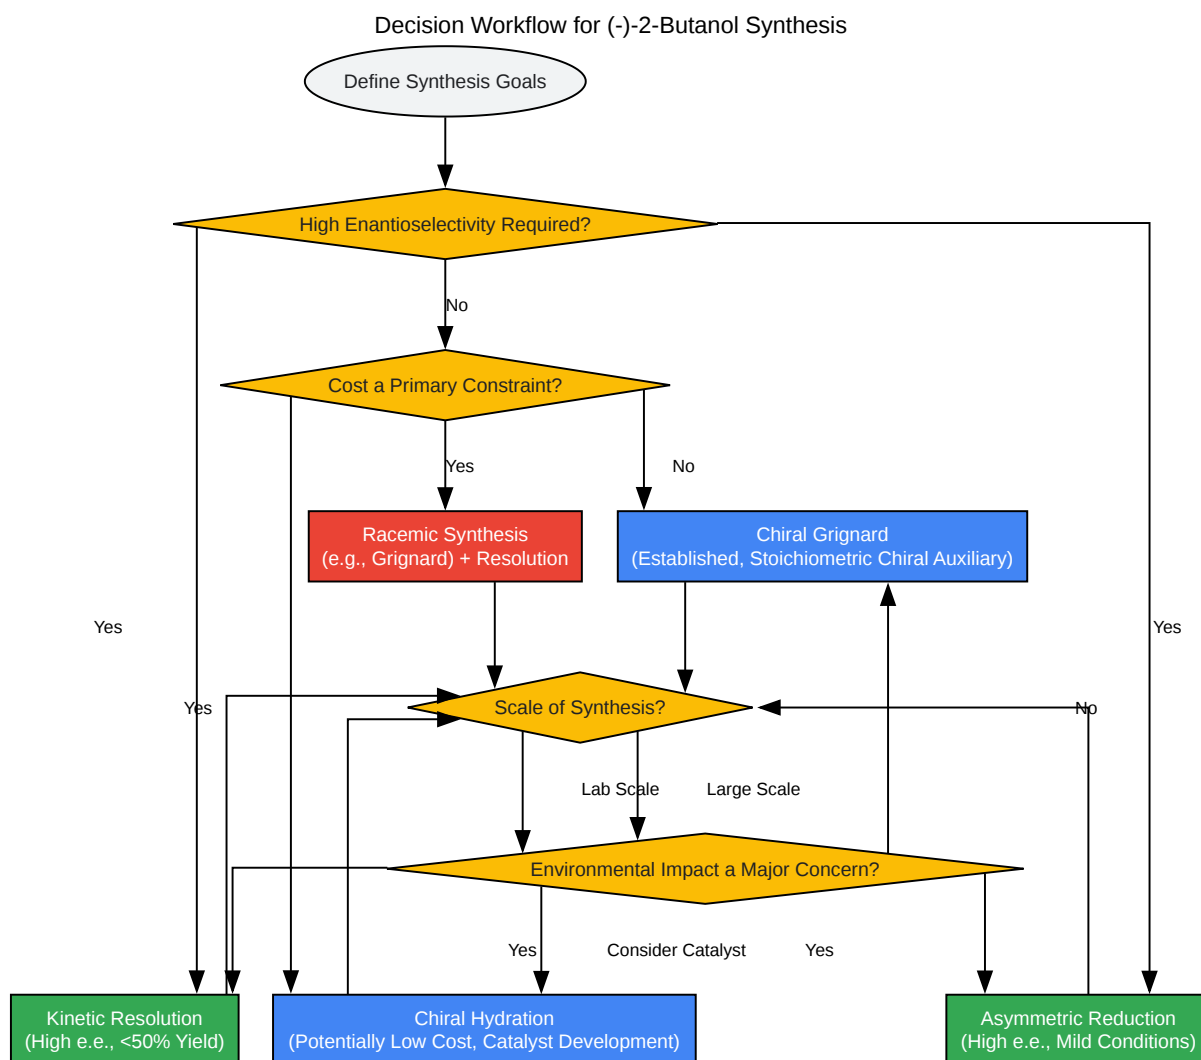 Decision Workflow for (-)-2-Butanol Synthesis
Define Synthesis Goals
High Enantioselectivity Required?
No
Cost a Primary Constraint?
Yes
No
Racemic Synthesis
(e.g., Grignard) + Resolution
Chiral Grignard
(Established, Stoichiometric Chiral Auxiliary)
Yes
Yes
Yes
Scale of Synthesis?
No
Lab Scale
Large Scale
Environmental Impact a Major Concern?
Yes
Consider Catalyst
Yes
Kinetic Resolution
(High e.e., <50% Yield)
Chiral Hydration
(Potentially Low Cost, Catalyst Development)
Asymmetric Reduction
(High e.e., Mild Conditions)